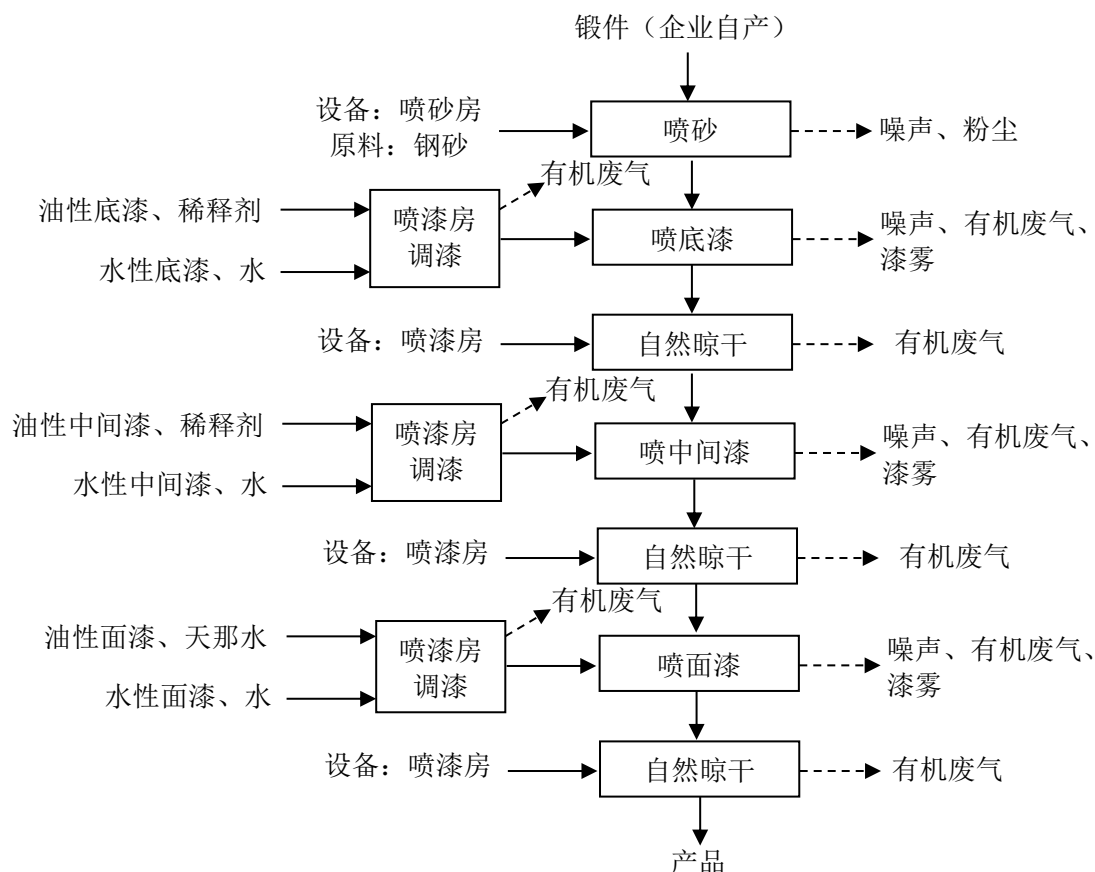 锻件（企业自产）
设备：喷砂房
原料：钢砂
喷砂
噪声、粉尘
有机废气
油性底漆、稀释剂
水性底漆、水
喷漆房
调漆
喷底漆
噪声、有机废气、
漆雾
设备：喷漆房
自然晾干
有机废气
有机废气
油性中间漆、稀释剂
水性中间漆、水
喷漆房
调漆
喷中间漆
噪声、有机废气、
漆雾
设备：喷漆房
自然晾干
有机废气
有机废气
油性面漆、天那水
水性面漆、水
喷漆房
调漆
喷面漆
噪声、有机废气、
漆雾
设备：喷漆房
自然晾干
有机废气
产品